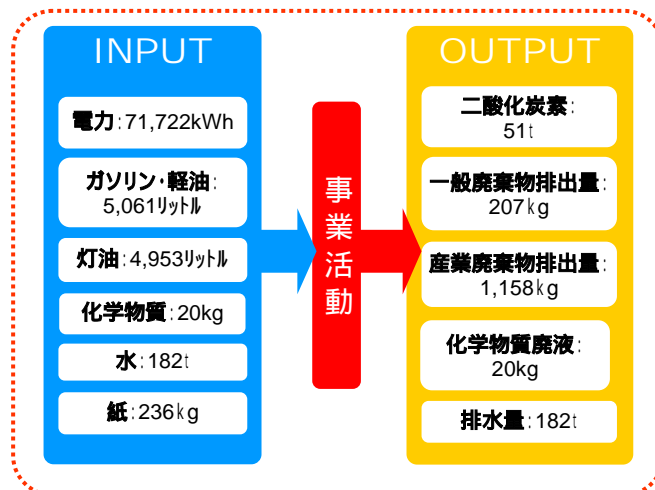 INPUT
電力:71,722kWh
ガソリン・軽油:
5,061リットル
灯油:4,953リットル
化学物質:20kg
水:182t
紙:236kg
事業活動
OUTPUT
二酸化炭素:
51t
一般廃棄物排出量:
207kg
産業廃棄物排出量:
1,158kg
化学物質廃液:
20kg
排水量:182t